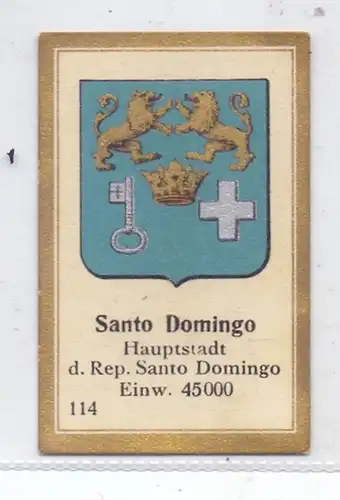 Santo Domingo
Hauptstadt
d. Rep. Santo Domingo
Einw. 45000
114